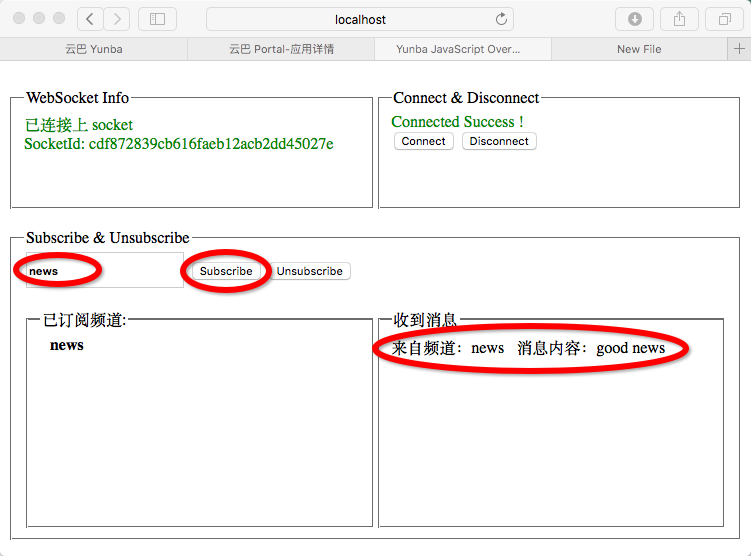 localhost
云巴 Yunba
云巴 Portal-应用详情
Yunba JavaScript Over...
New File
WebSocket Info
已连接上 socket
SocketId: cdf872839cb616faeb12acb2dd45027e
Connect & Disconnect
Connected Success !
Connect Disconnect
Subscribe & Unsubscribe
news Subscribe Unsubscribe
已订阅频道:
news
收到消息
来自频道：news 消息内容：good news